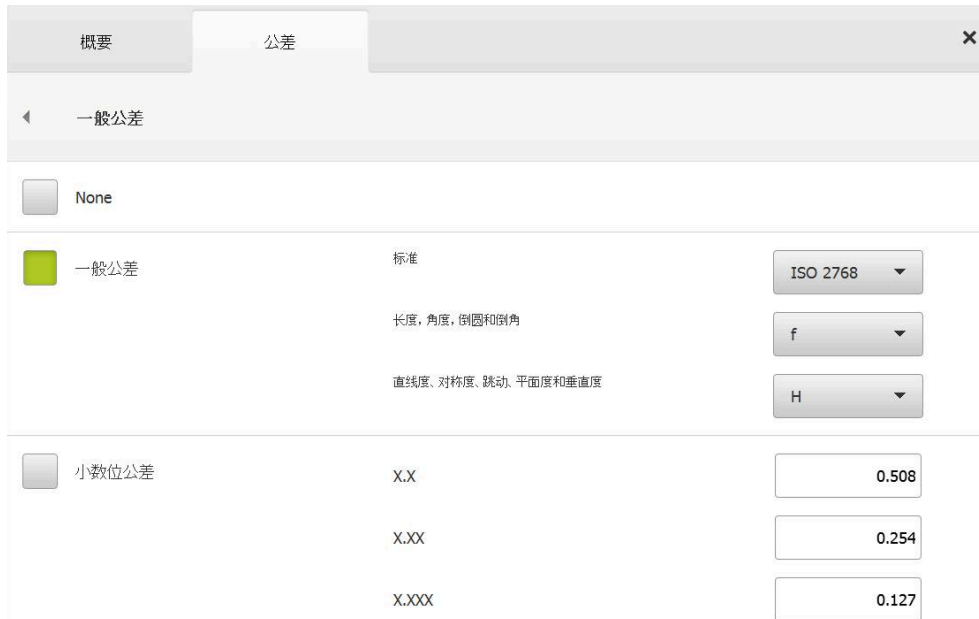 概要 公差 ×
一般公差
None
一般公差 标准 ISO 2768
长度，角度，倒圆和倒角 f
直线度、对称度、跳动、平面度和垂直度 H
小数位公差 X.X 0.508
X.XX 0.254
X.XXX 0.127